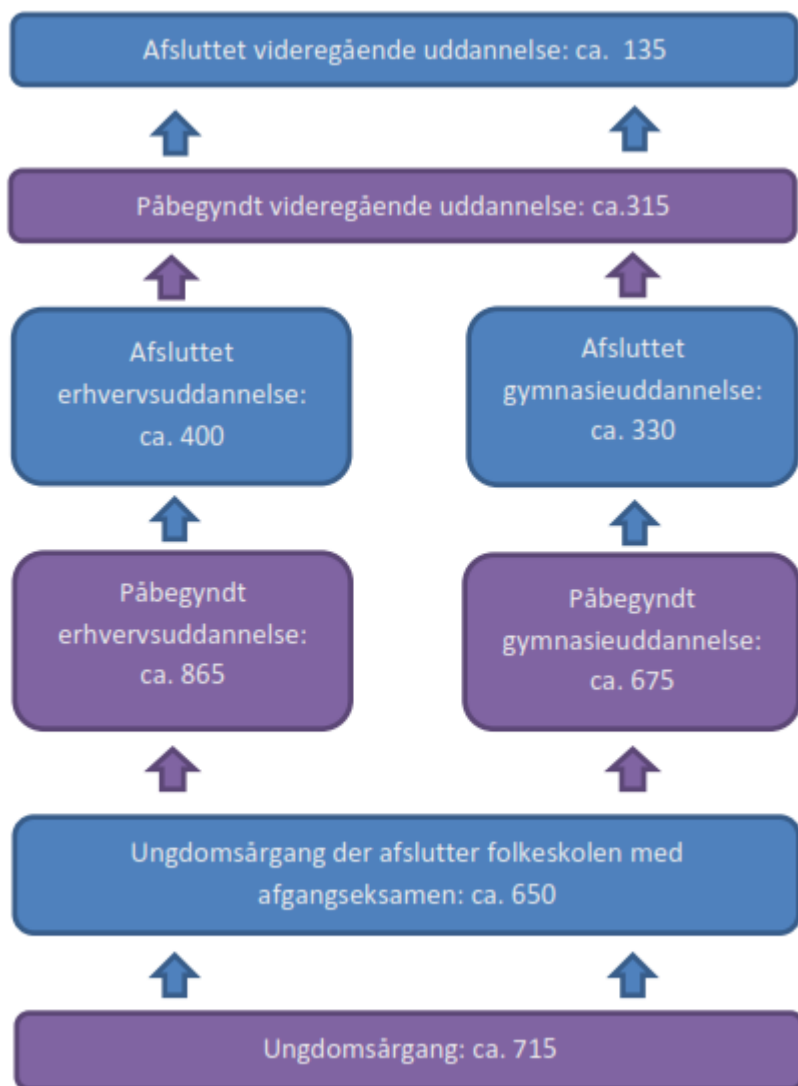 Afsluttet videregående uddannelse: ca. 135
Påbegyndt videregående uddannelse: ca.315
Afsluttet
erhvervsuddannelse:
ca. 400
Afsluttet
gymnasieuddannelse:
ca. 330
Påbegyndt
erhvervsuddannelse:
ca. 865
Påbegyndt
gymnasieuddannelse:
ca. 675
Ungdomsårgang der afslutter folkeskolen med
afgangseksamen: ca. 650
Ungdomsårgang: ca. 715